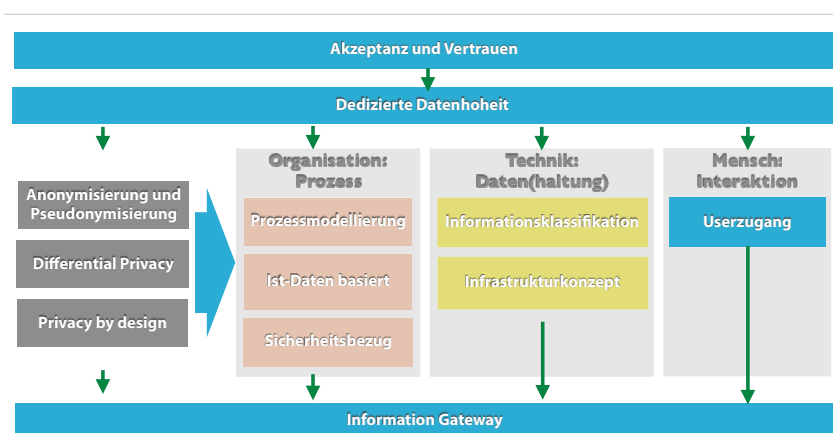 Akzeptanz und Vertrauen
Dedizierte Datenhoheit
Anonymisierung und
Pseudonymisierung
Differential Privacy
Privacy by design
Organisation:
Prozess
Prozessmodellierung
Ist-Daten basiert
Sicherheitsbezug
Technik:
Daten(haltung)
Informationsklassifikation
Infrastrukturkonzept
Mensch:
Interaktion
Userzugang
Information Gateway